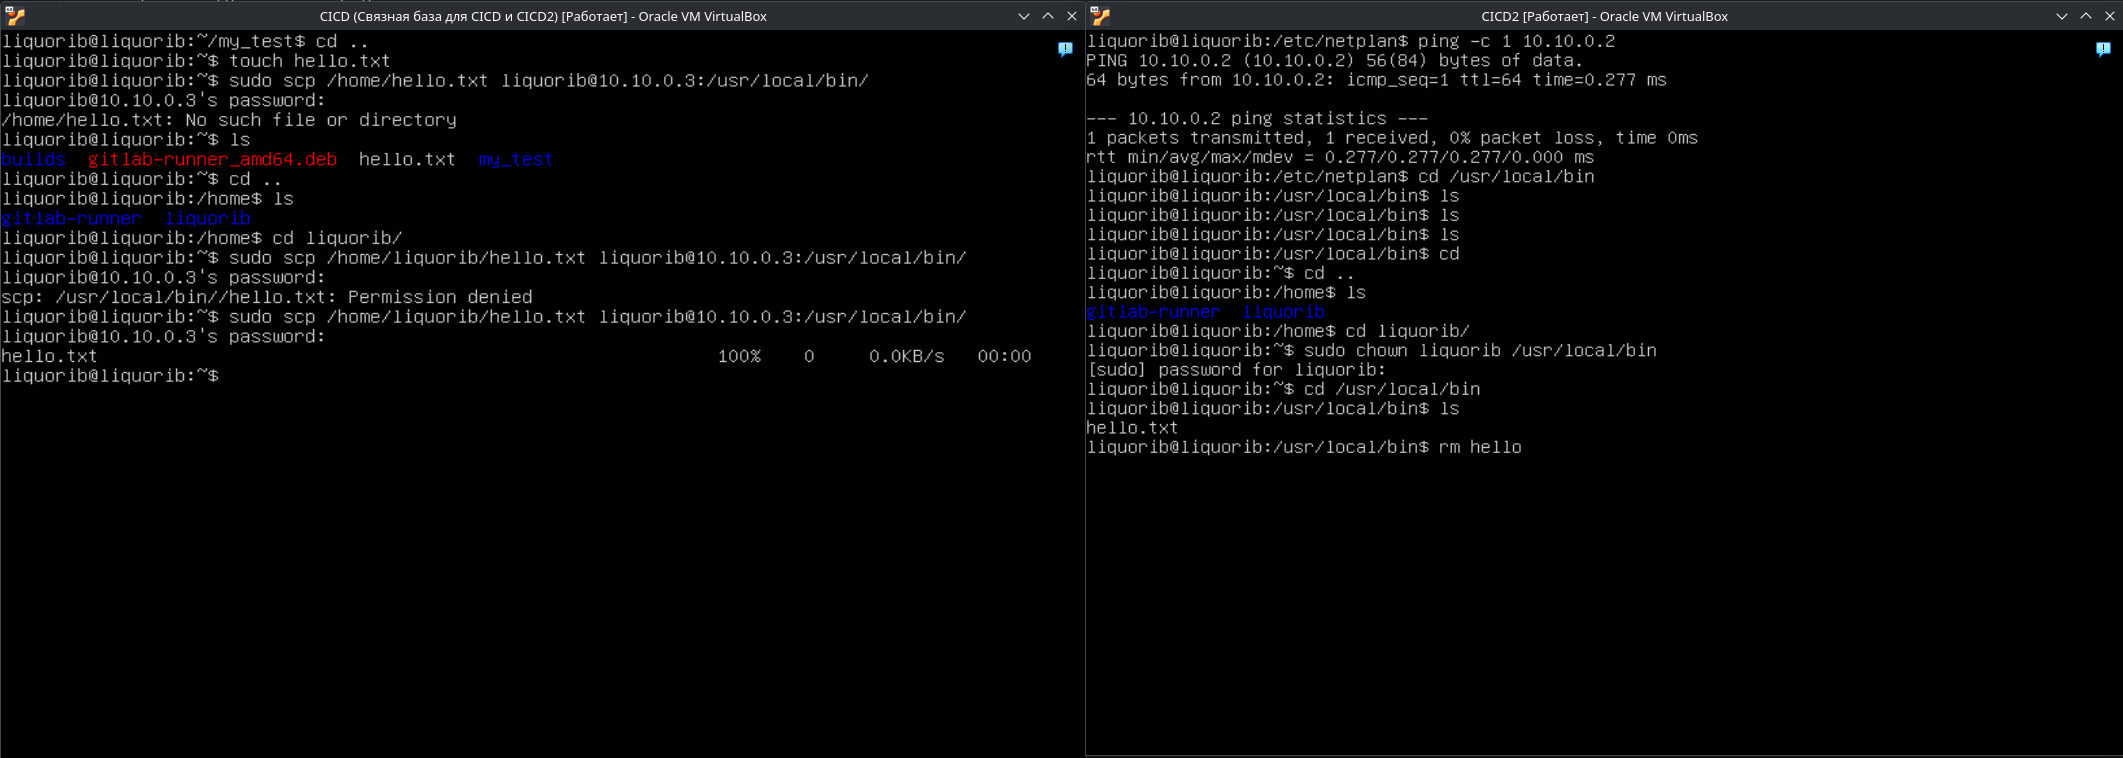 CICD (Связная база для CICD и CICD2) [Работает] - Oracle VM VirtualBox
liquorib@liquorib:~/my_test$ cd ..
liquorib@liquorib:~$ touch hello.txt
liquorib@liquorib:~$ sudo scp /home/hello.txt liquorib@10.10.0.3:/usr/local/bin/
liquorib@10.10.0.3's password:
/home/hello.txt: No such file or directory
liquorib@liquorib:~$ ls
builds  gitlab-runner_amd64.deb  hello.txt  my_test
liquorib@liquorib:~$ cd ..
liquorib@liquorib:/home$ ls
gitlab-runner  liquorib
liquorib@liquorib:/home$ cd liquorib/
liquorib@liquorib:~$ sudo scp /home/liquorib/hello.txt liquorib@10.10.0.3:/usr/local/bin/
liquorib@10.10.0.3's password:
scp: /usr/local/bin//hello.txt: Permission denied
liquorib@liquorib:~$ sudo scp /home/liquorib/hello.txt liquorib@10.10.0.3:/usr/local/bin/
liquorib@10.10.0.3's password:
hello.txt 100% 0 0.0KB/s 00:00
liquorib@liquorib:~$
CICD2 [Работает] - Oracle VM VirtualBox
liquorib@liquorib:/etc/netplan$ ping -c 1 10.10.0.2
PING 10.10.0.2 (10.10.0.2) 56(84) bytes of data.
64 bytes from 10.10.0.2: icmp_seq=1 ttl=64 time=0.277 ms
--- 10.10.0.2 ping statistics ---
1 packets transmitted, 1 received, 0% packet loss, time 0ms
rtt min/avg/max/mdev = 0.277/0.277/0.277/0.000 ms
liquorib@liquorib:/etc/netplan$ cd /usr/local/bin
liquorib@liquorib:/usr/local/bin$ ls
liquorib@liquorib:/usr/local/bin$ ls
liquorib@liquorib:/usr/local/bin$ ls
liquorib@liquorib:/usr/local/bin$ cd
liquorib@liquorib:~$ cd ..
liquorib@liquorib:/home$ ls
gitlab-runner  liquorib
liquorib@liquorib:/home$ cd liquorib/
liquorib@liquorib:~$ sudo chown liquorib /usr/local/bin
[sudo] password for liquorib:
liquorib@liquorib:~$ cd /usr/local/bin
liquorib@liquorib:/usr/local/bin$ ls
hello.txt
liquorib@liquorib:/usr/local/bin$ rm hello